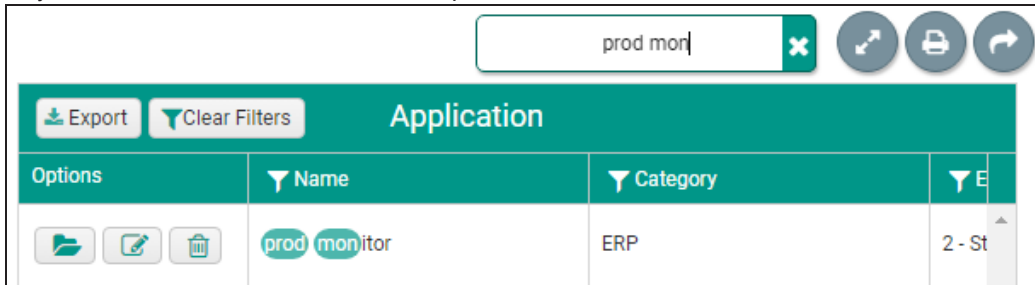 prod mon
Export Clear Filters Application
Options Name Category E
prod monitor ERP 2 - St